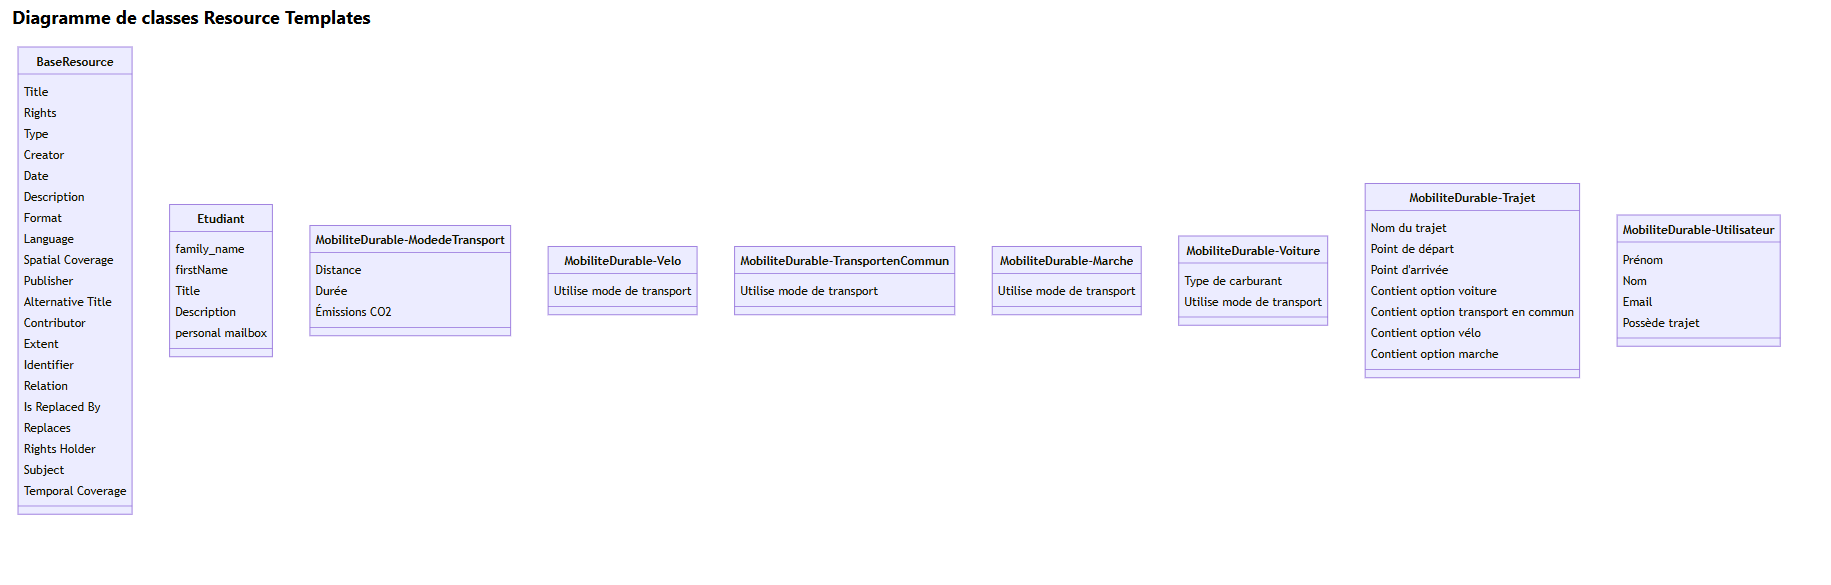 Diagramme de classes Resource Templates
BaseResource
Title
Rights
Type
Creator
Date
Description
Format
Language
Spatial Coverage
Publisher
Alternative Title
Contributor
Extent
Identifier
Relation
Is Replaced By
Replaces
Rights Holder
Subject
Temporal Coverage
Etudiant
family_name
firstName
Title
Description
personal mailbox
MobiliteDurable-ModedeTransport
Distance
Durée
Émissions CO2
MobiliteDurable-Velo
Utilise mode de transport
MobiliteDurable-TransportenCommun
Utilise mode de transport
MobiliteDurable-Marche
Utilise mode de transport
MobiliteDurable-Voiture
Type de carburant
Utilise mode de transport
MobiliteDurable-Trajet
Nom du trajet
Point de départ
Point d'arrivée
Contient option voiture
Contient option transport en commun
Contient option vélo
Contient option marche
MobiliteDurable-Utilisateur
Prénom
Nom
Email
Possède trajet